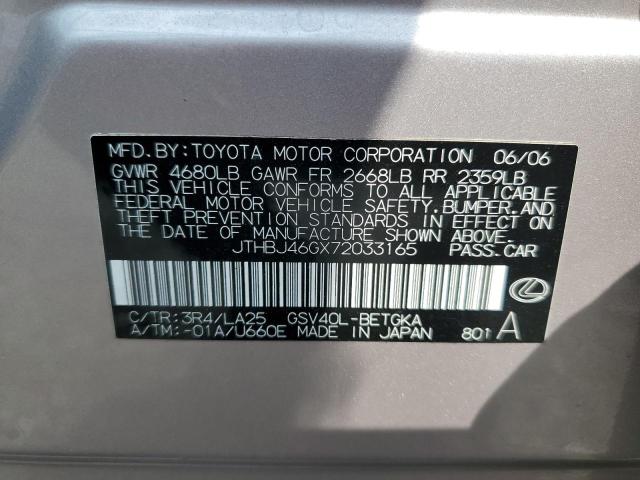 MFD. BY: TOYOTA MOTOR CORPORATION 06/06
GVWR 4680LB GAWR FR 2668LB RR 2359LB
THIS VEHICLE CONFORMS TO ALL APPLICABLE
FEDERAL MOTOR VEHICLE SAFETY, BUMPER, AND
THEFT PREVENTION STANDARDS IN EFFECT ON
THE DATE OF MANUFACTURE SHOWN ABOVE.
JTHBJ46GX72033165 PASS. CAR
C/TR: 3R4/LA25 GSV40L-BETGKA
A/TM: -01A/U660E MADE IN JAPAN 801 A